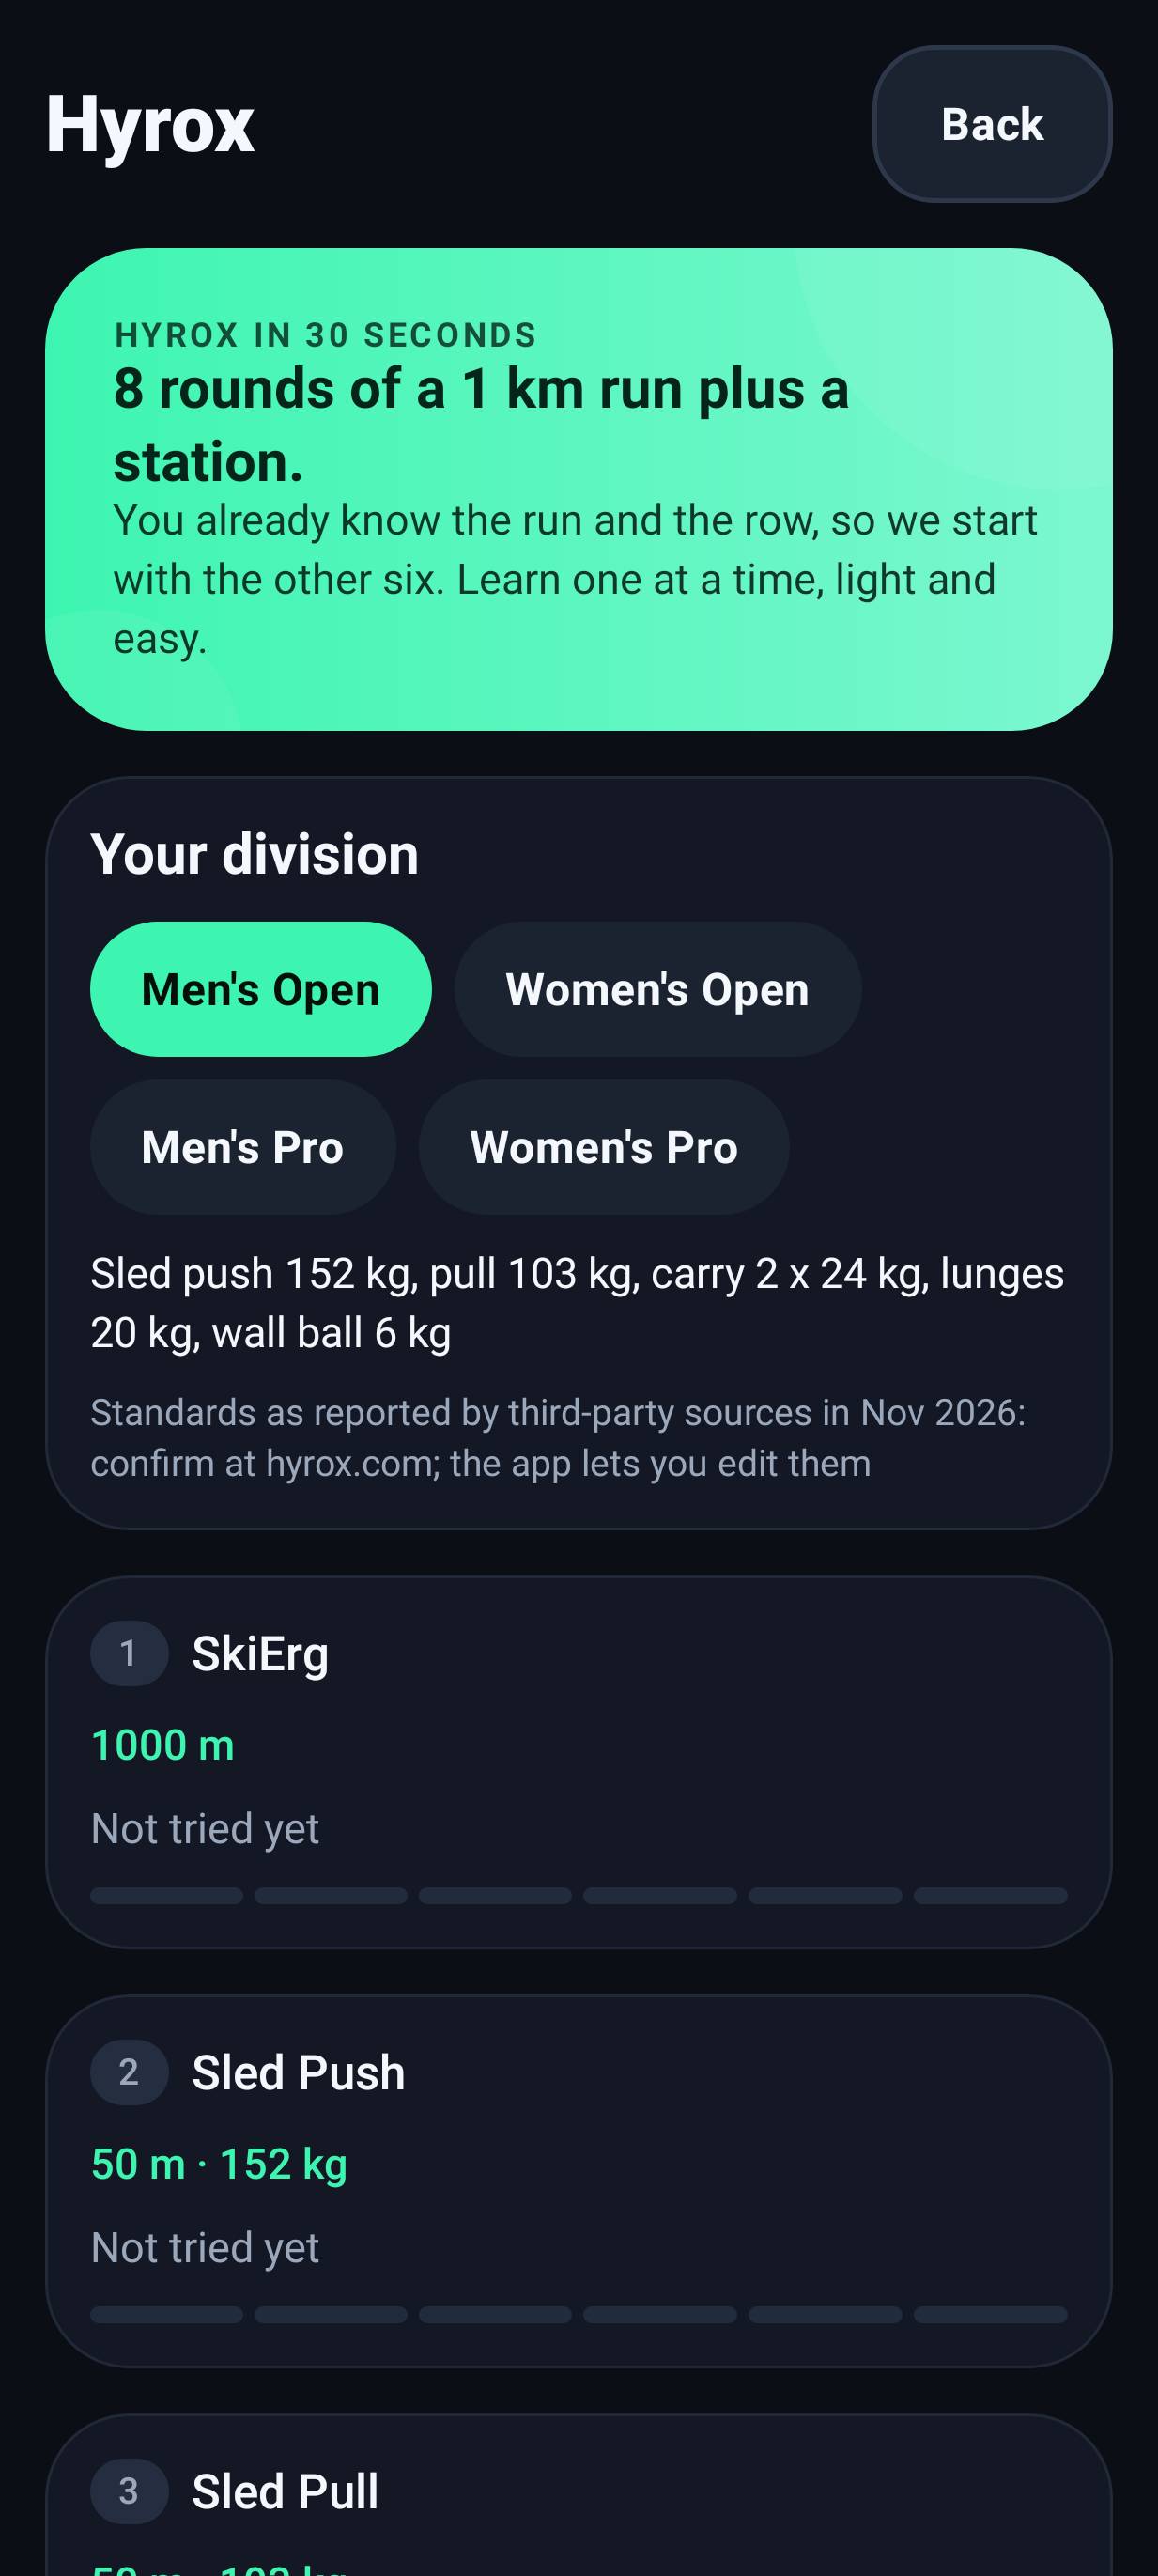 Hyrox
Back
HYROX IN 30 SECONDS
8 rounds of a 1 km run plus a
station.
You already know the run and the row, so we start
with the other six. Learn one at a time, light and
easy.
Your division
Men's Open
Women's Open
Men's Pro
Women's Pro
Sled push 152 kg, pull 103 kg, carry 2 x 24 kg, lunges
20 kg, wall ball 6 kg
Standards as reported by third-party sources in Nov 2026:
confirm at hyrox.com; the app lets you edit them
1 SkiErg
1000 m
Not tried yet
2 Sled Push
50 m · 152 kg
Not tried yet
3 Sled Pull
50 m · 103 kg